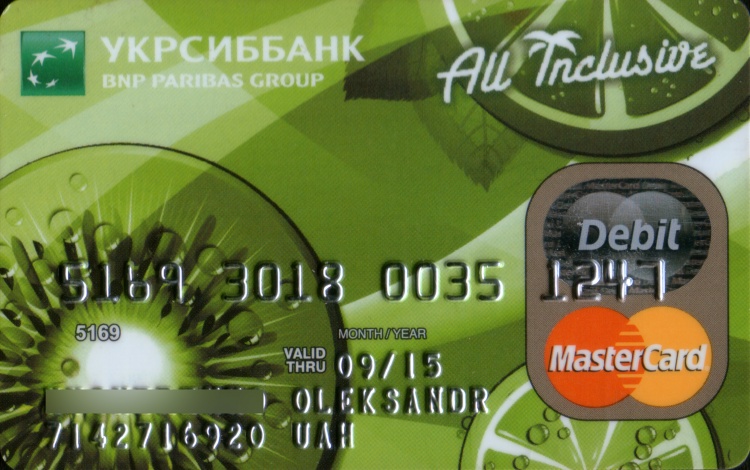 УКРСИББАНК
BNP PARIBAS GROUP
All Inclusive
Debit
5169 3018 0035 1247
5169
MONTH/YEAR
VALID THRU 09/15
MasterCard
OLEKSANDR
7142716920 UAH